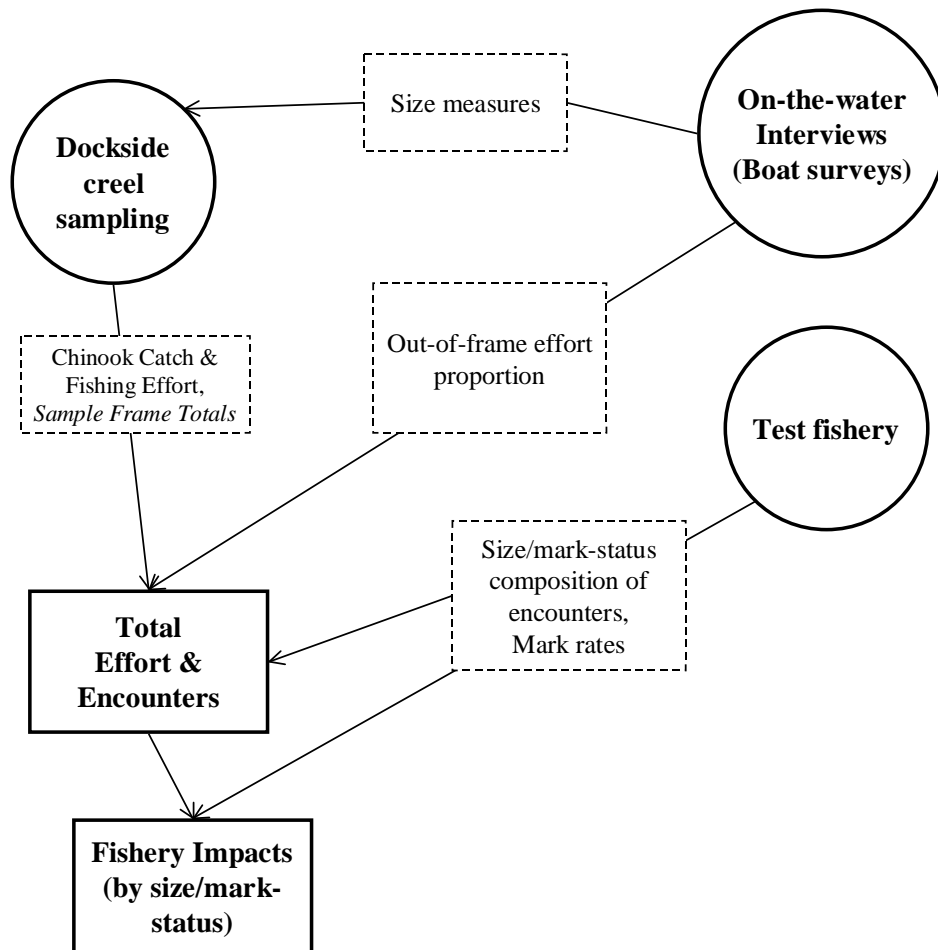 Size measures
On-the-water
Interviews
(Boat surveys)
Dockside
creel
sampling
Chinook Catch &
Fishing Effort,
Sample Frame Totals
Out-of-frame effort
proportion
Test fishery
Size/mark-status
composition of
encounters,
Mark rates
Total
Effort &
Encounters
Fishery Impacts
(by size/mark-
status)